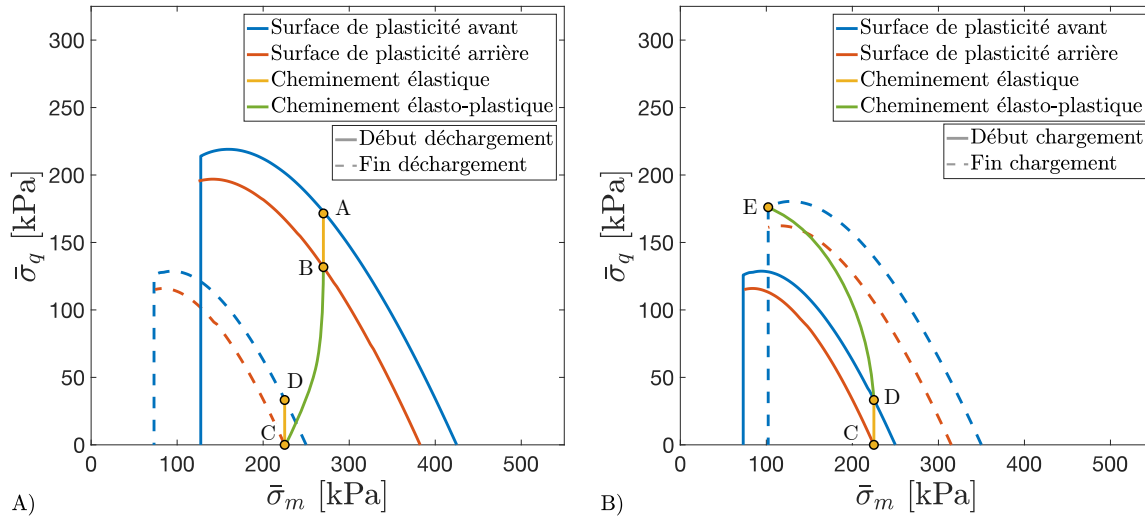 Surface de plasticité avant
Surface de plasticité arrière
Cheminement élastique
Cheminement élasto-plastique
Début déchargement
Fin déchargement
300
250
200
150
100
50
0
σ̄q [kPa]
A
B
D
C
0 100 200 300 400 500
σ̄m [kPa]
A)
Surface de plasticité avant
Surface de plasticité arrière
Cheminement élastique
Cheminement élasto-plastique
Début chargement
Fin chargement
300
250
200
150
100
50
0
σ̄q [kPa]
E
D
C
0 100 200 300 400 500
σ̄m [kPa]
B)